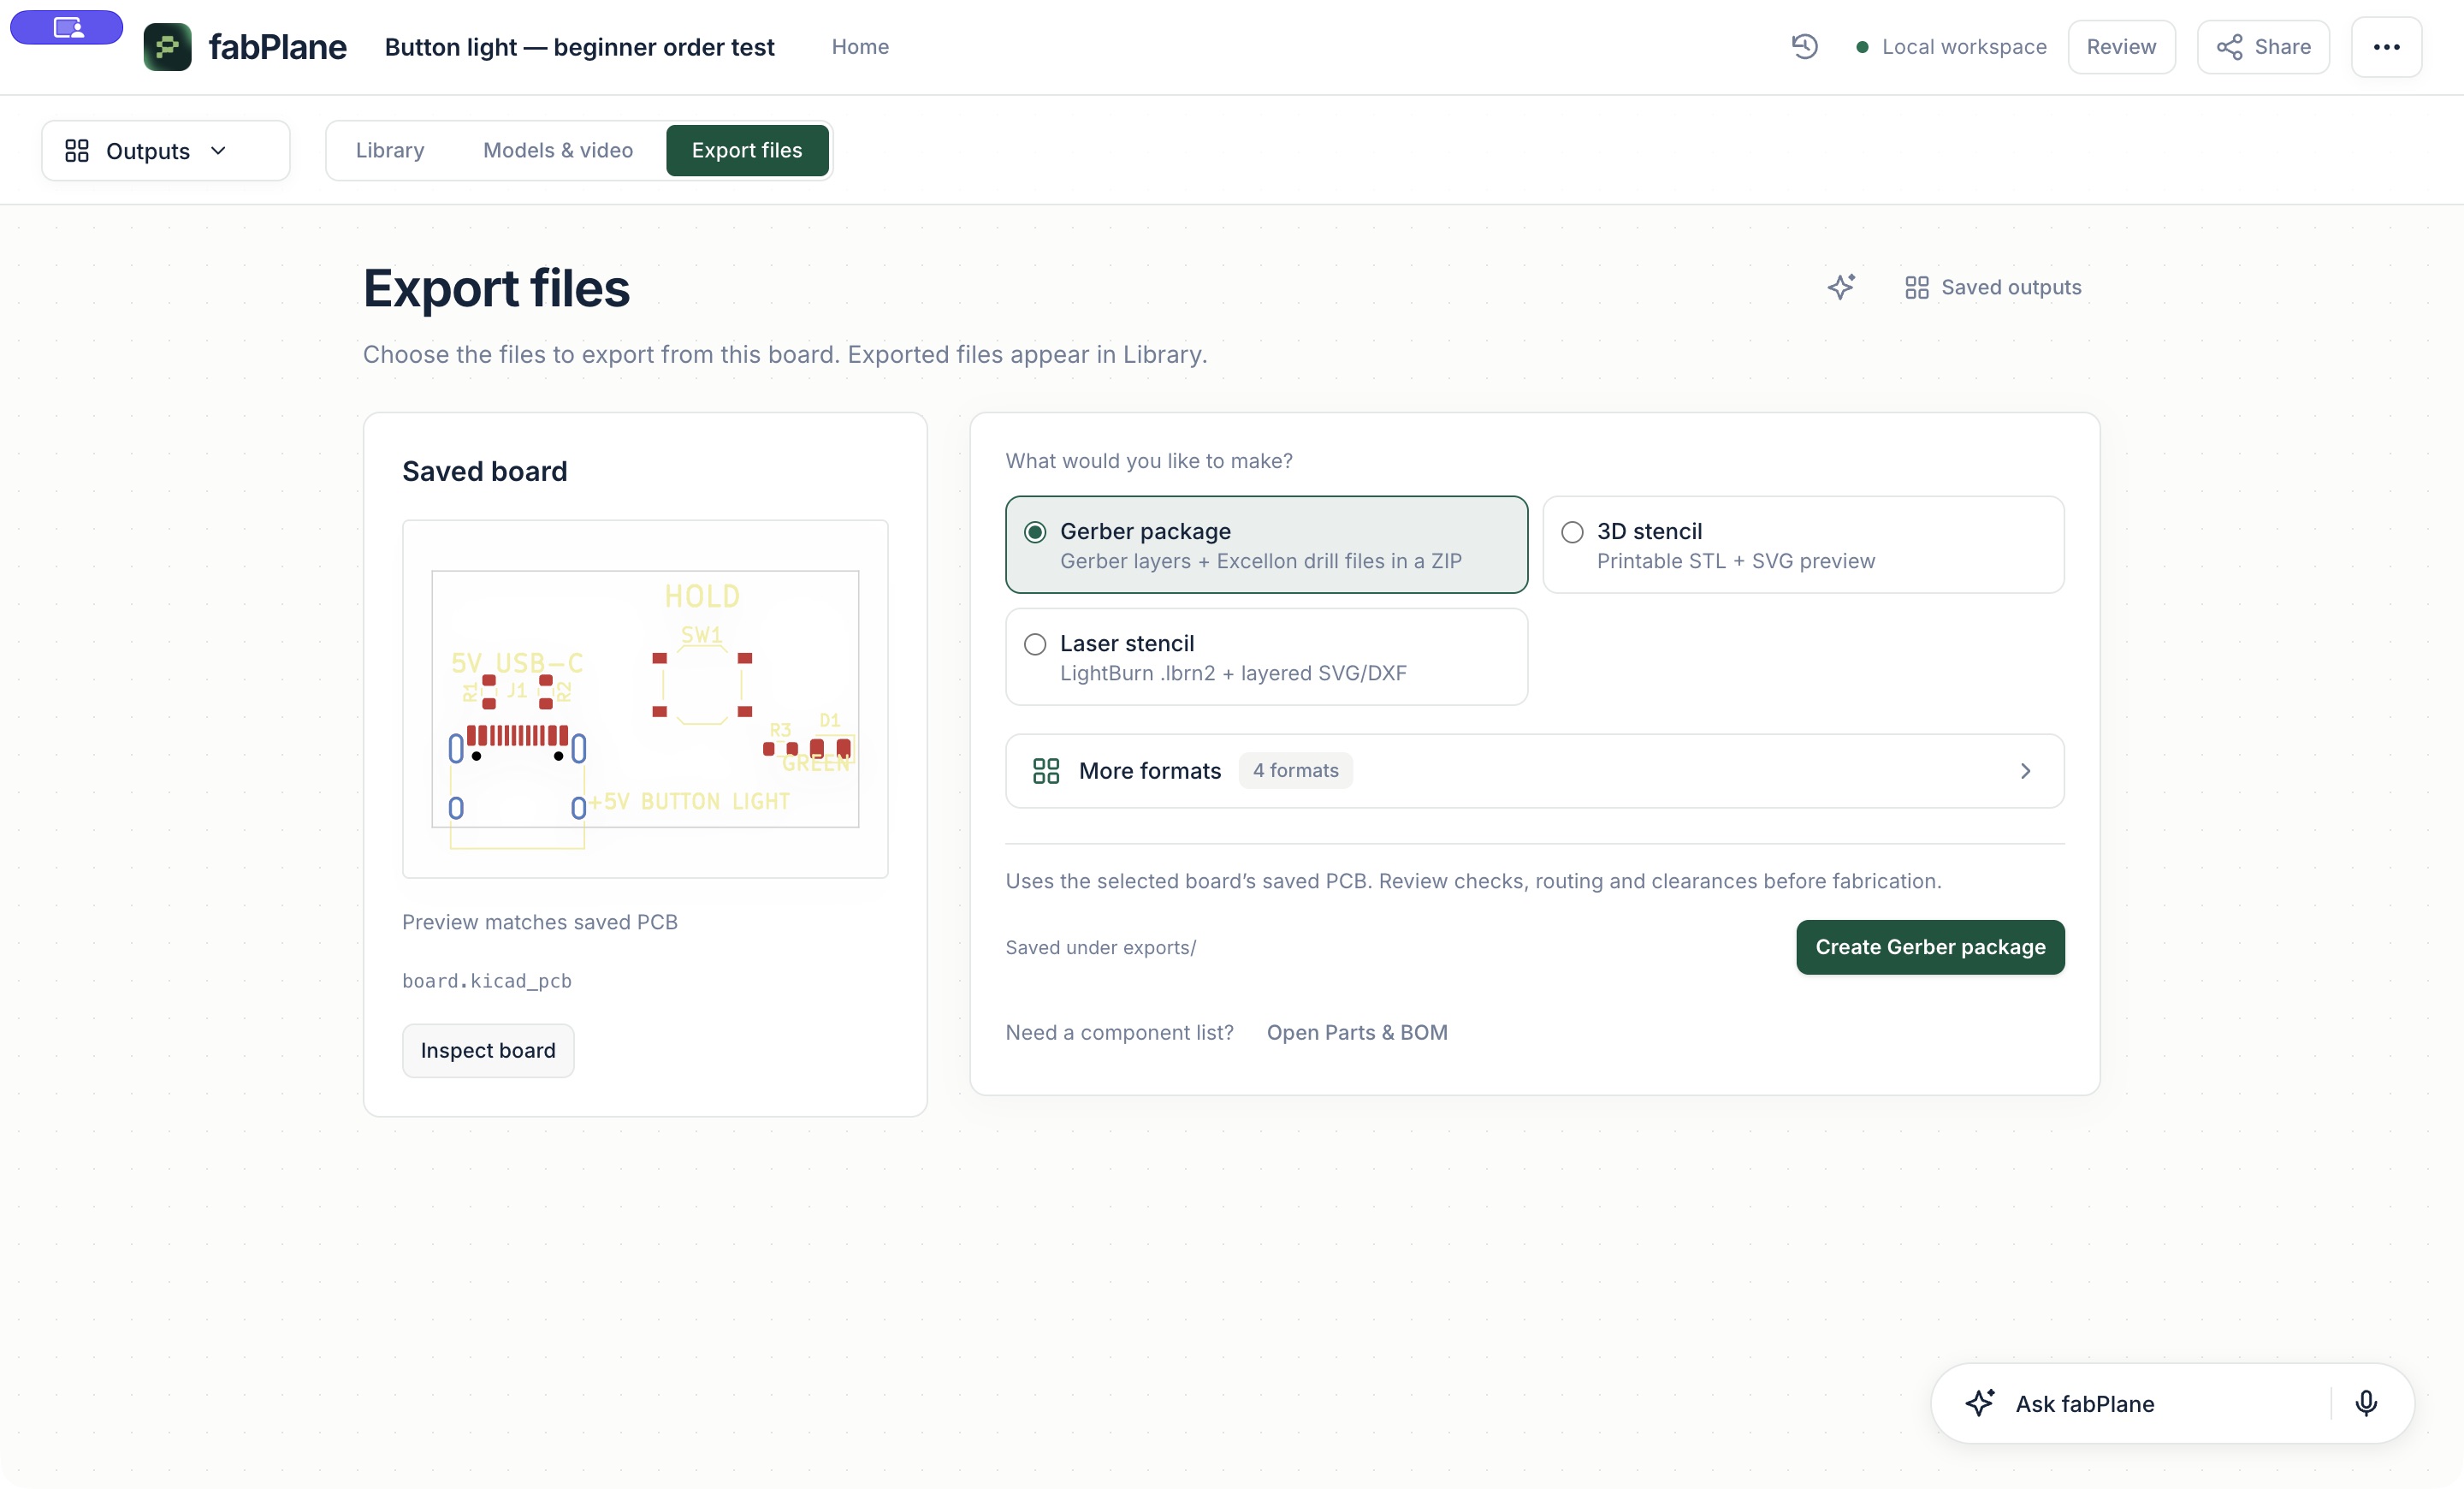 fabPlane
Button light — beginner order test
Home
Local workspace
Review
Share
Outputs
Library
Models & video
Export files
Export files
Saved outputs
Choose the files to export from this board. Exported files appear in Library.
Saved board
HOLD
SW1
5V USB-C
R1
J1
R2
D1
R3
GREEN
+5V BUTTON LIGHT
Preview matches saved PCB
board.kicad_pcb
Inspect board
What would you like to make?
Gerber package
Gerber layers + Excellon drill files in a ZIP
3D stencil
Printable STL + SVG preview
Laser stencil
LightBurn .lbrn2 + layered SVG/DXF
More formats
4 formats
Uses the selected board’s saved PCB. Review checks, routing and clearances before fabrication.
Saved under exports/
Create Gerber package
Need a component list?
Open Parts & BOM
Ask fabPlane